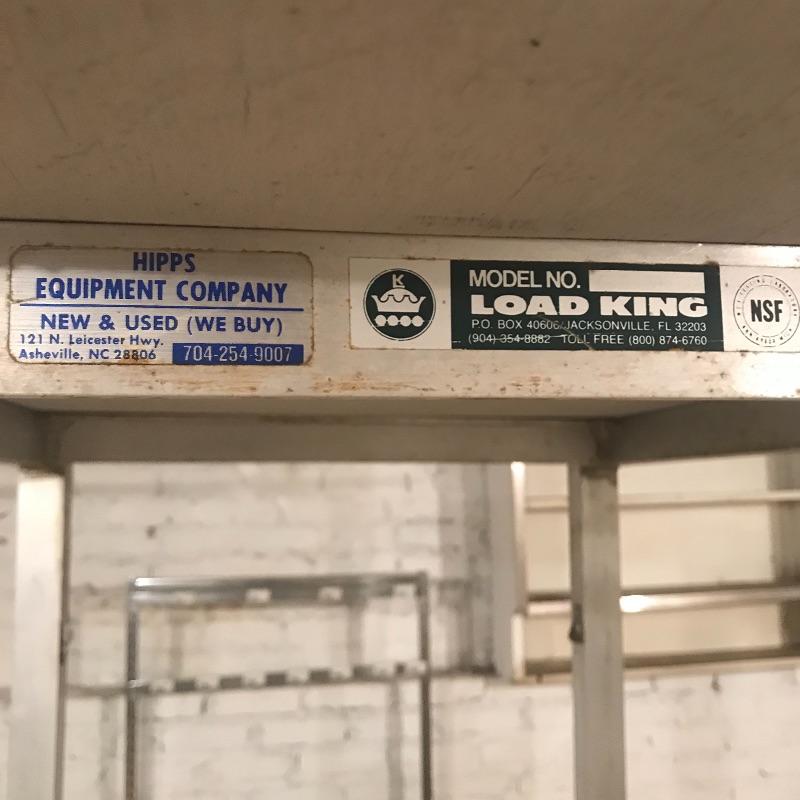 HIPPS
EQUIPMENT COMPANY
NEW & USED (WE BUY)
121 N. Leicester Hwy.
Asheville, NC 28806 704-254-9007
K
MODEL NO.
LOAD KING
P.O. BOX 40606/JACKSONVILLE, FL 32203
(904) 354-8882 TOLL FREE (800) 874-6760
NSF